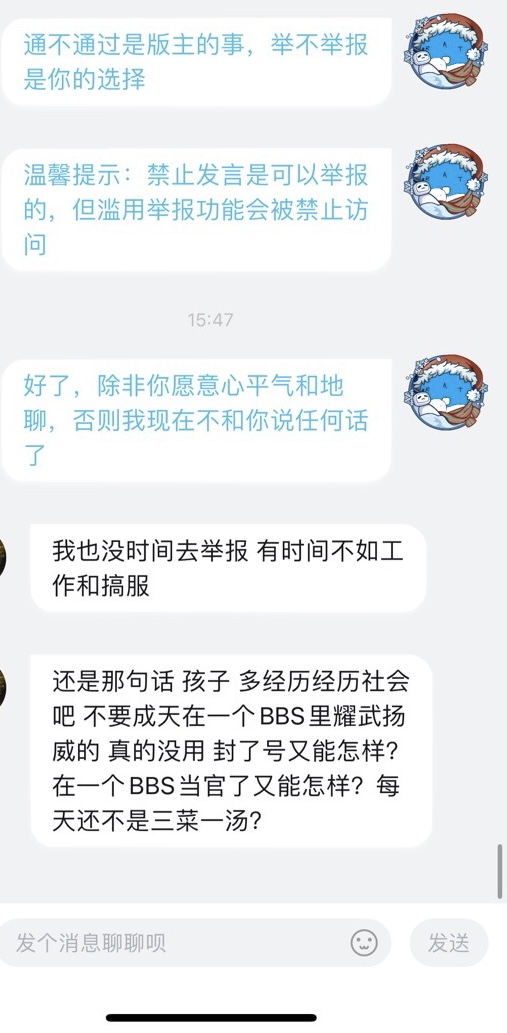 通不通过是版主的事，举不举报
是你的选择
温馨提示：禁止发言是可以举报
的，但滥用举报功能会被禁止访
问
15:47
好了，除非你愿意心平气和地
聊，否则我现在不和你说任何话
了
我也没时间去举报 有时间不如工
作和搞服
还是那句话 孩子 多经历经历社会
吧 不要成天在一个BBS里耀武扬
威的 真的没用 封了号又能怎样？
在一个BBS当官了又能怎样？每
天还不是三菜一汤？
发个消息聊聊呗
发送